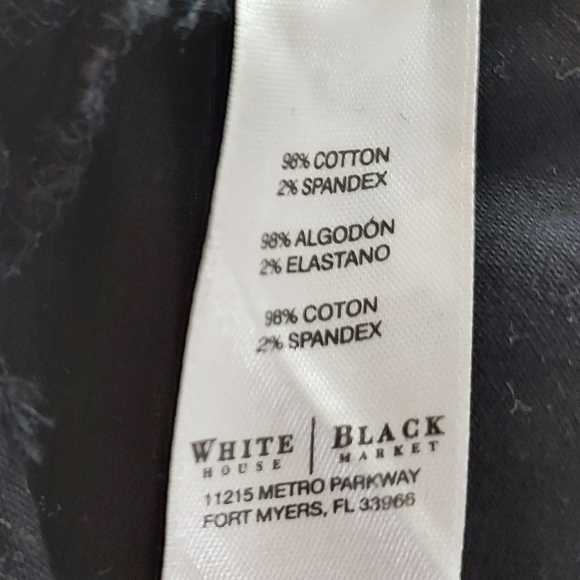 98% COTTON
2% SPANDEX
98% ALGODÓN
2% ELASTANO
98% COTON
2% SPANDEX
WHITE HOUSE | BLACK MARKET
11215 METRO PARKWAY
FORT MYERS, FL 33966